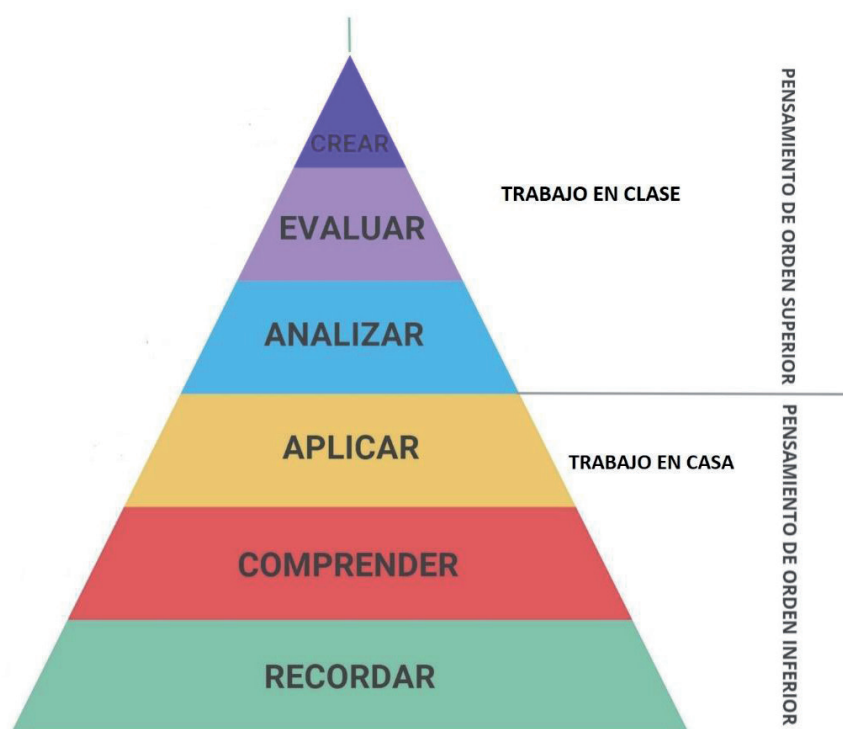 CREAR
EVALUAR
TRABAJO EN CLASE
ANALIZAR
PENSAMIENTO DE ORDEN SUPERIOR
APLICAR
TRABAJO EN CASA
COMPRENDER
RECORDAR
PENSAMIENTO DE ORDEN INFERIOR